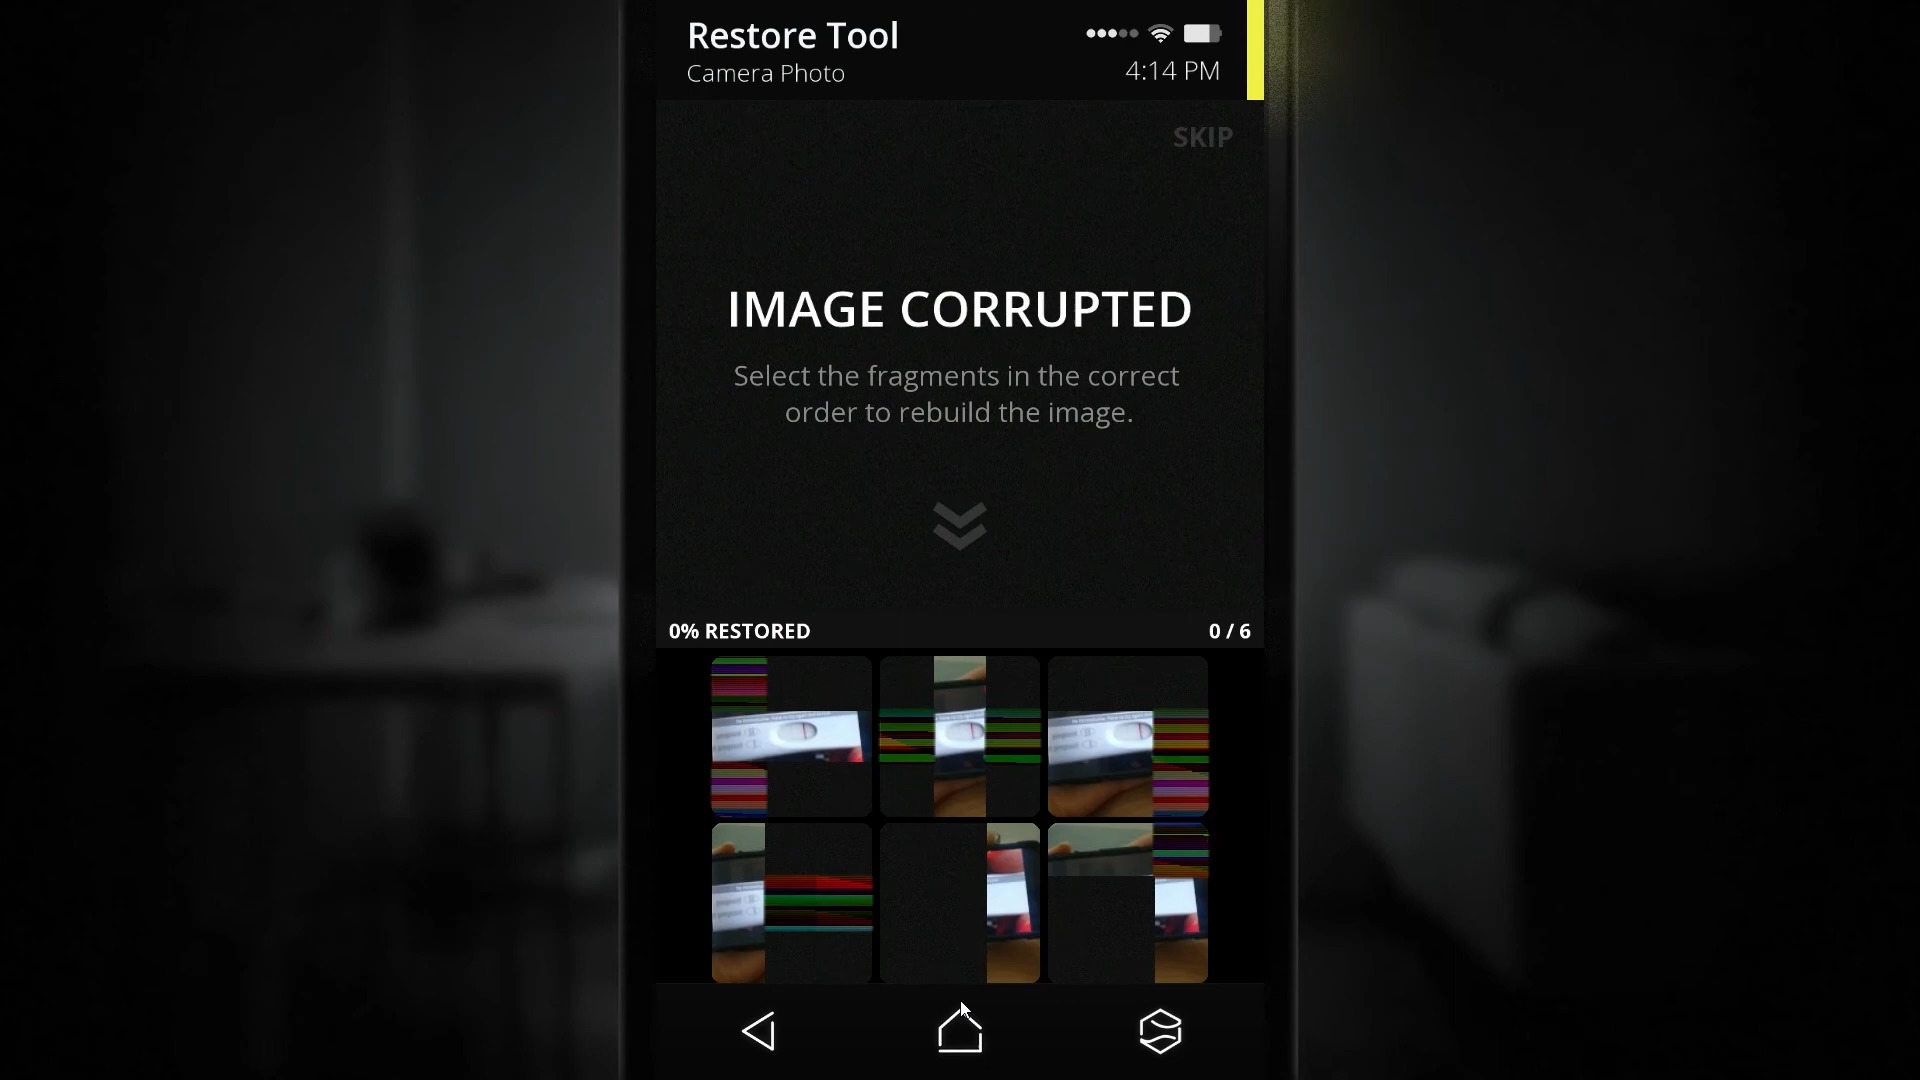 Restore Tool
Camera Photo
4:14 PM
SKIP
IMAGE CORRUPTED
Select the fragments in the correct
order to rebuild the image.
0% RESTORED
0 / 6